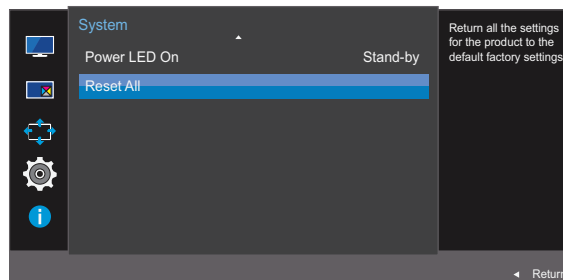 System
Power LED On Stand-by
Reset All
Return all the settings
for the product to the
default factory settings
Return